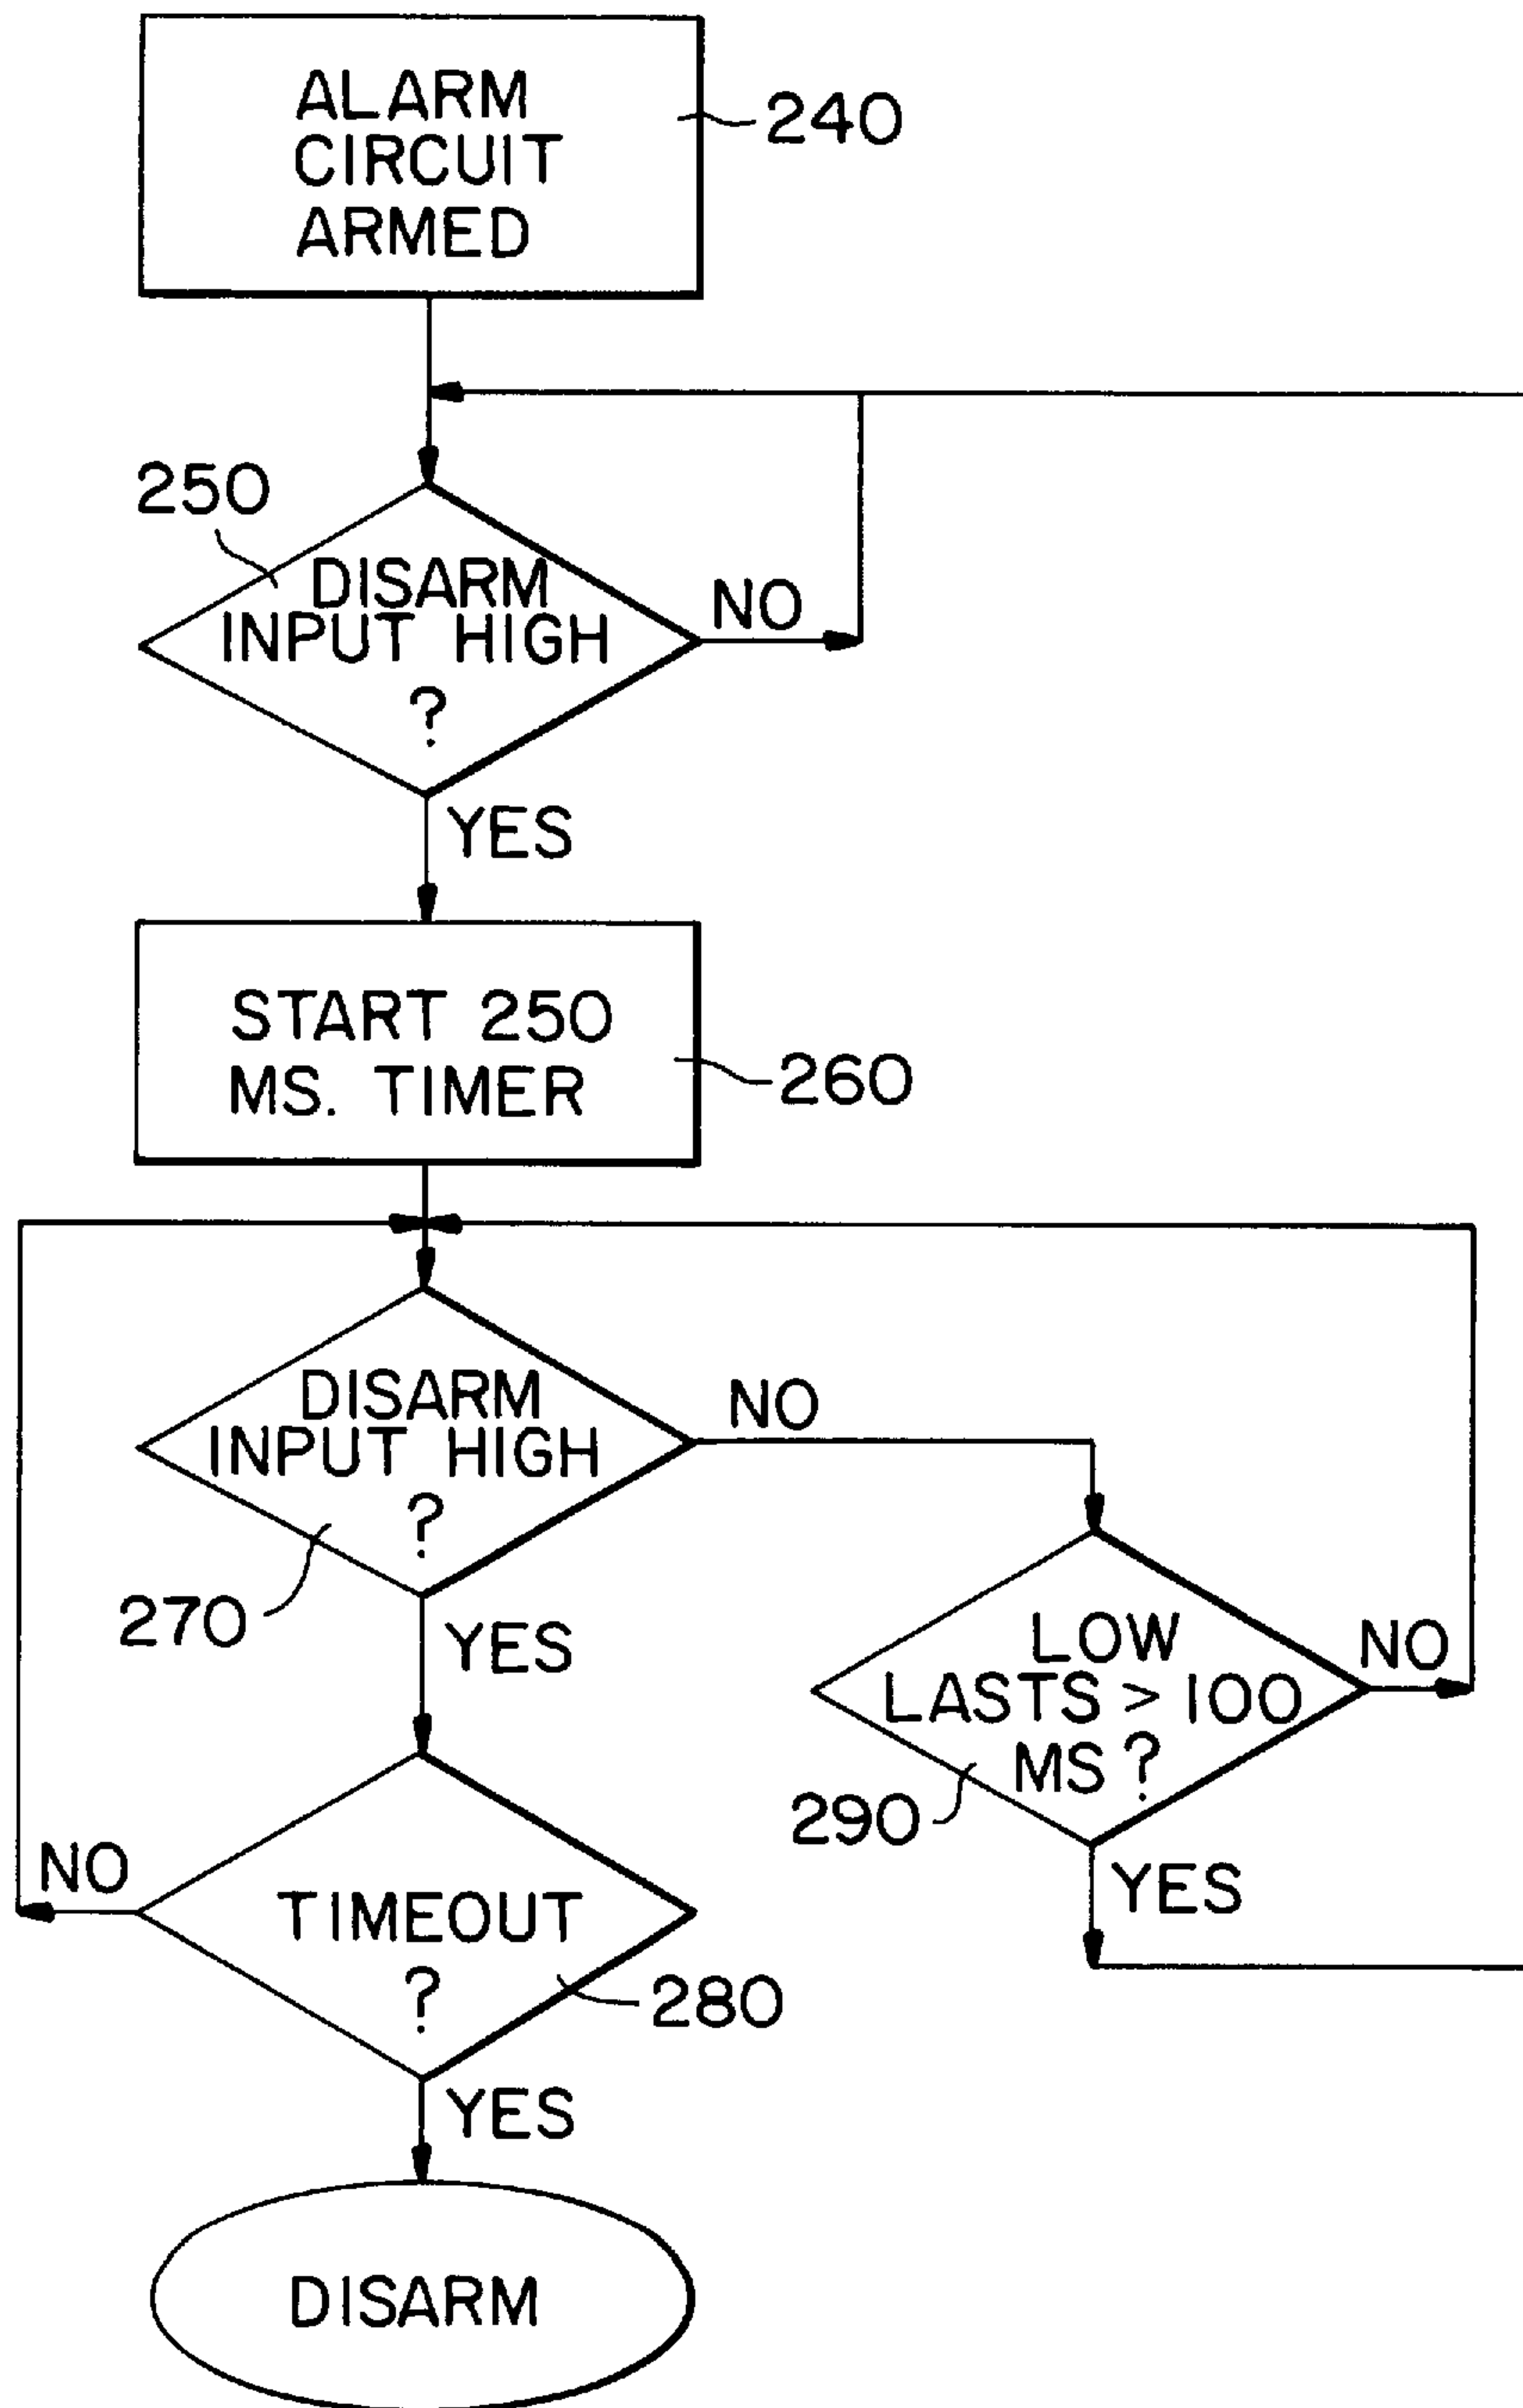 ALARM
CIRCUIT
ARMED
240
250
DISARM
INPUT HIGH
?
NO
YES
START 250
MS. TIMER
260
DISARM
INPUT HIGH
?
NO
270
YES
LOW
LASTS > 100
MS ?
NO
290
YES
NO
TIMEOUT
?
280
YES
DISARM